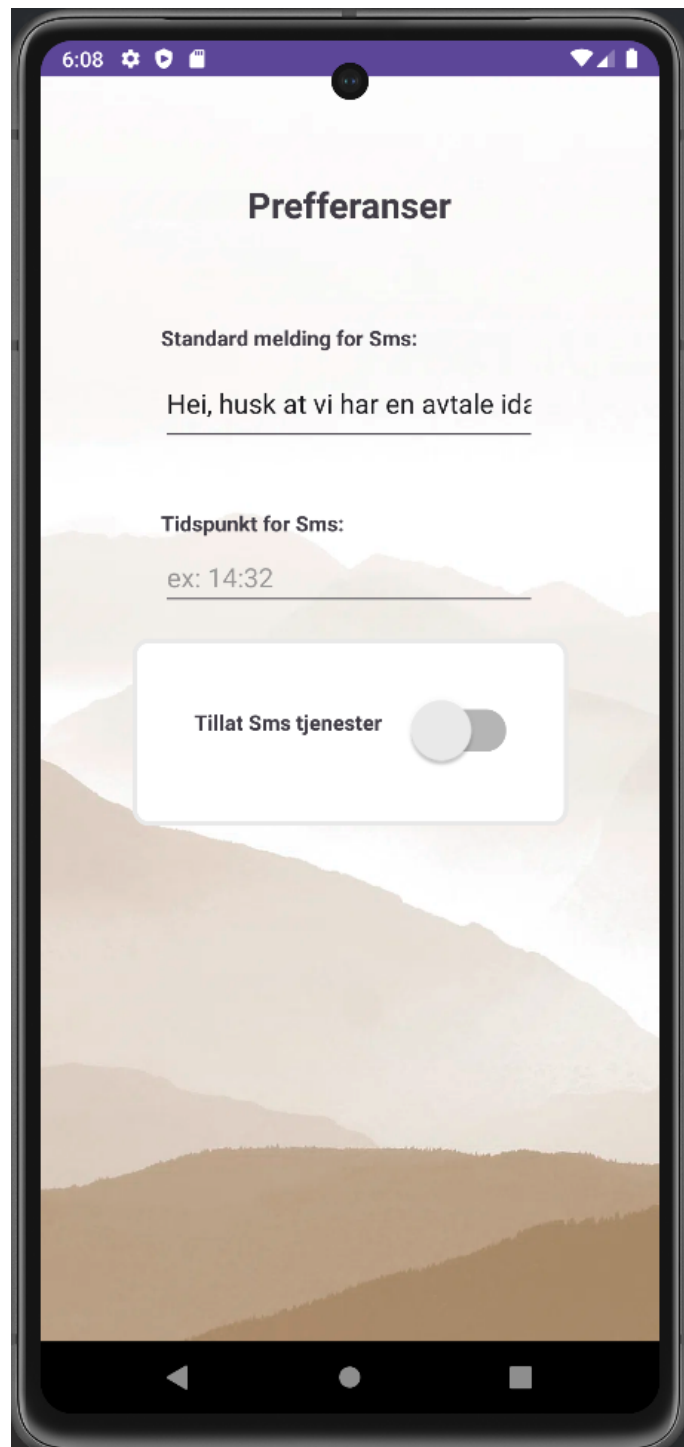 6:08
Prefferanser
Standard melding for Sms:
Hei, husk at vi har en avtale ida
Tidspunkt for Sms:
ex: 14:32
Tillat Sms tjenester